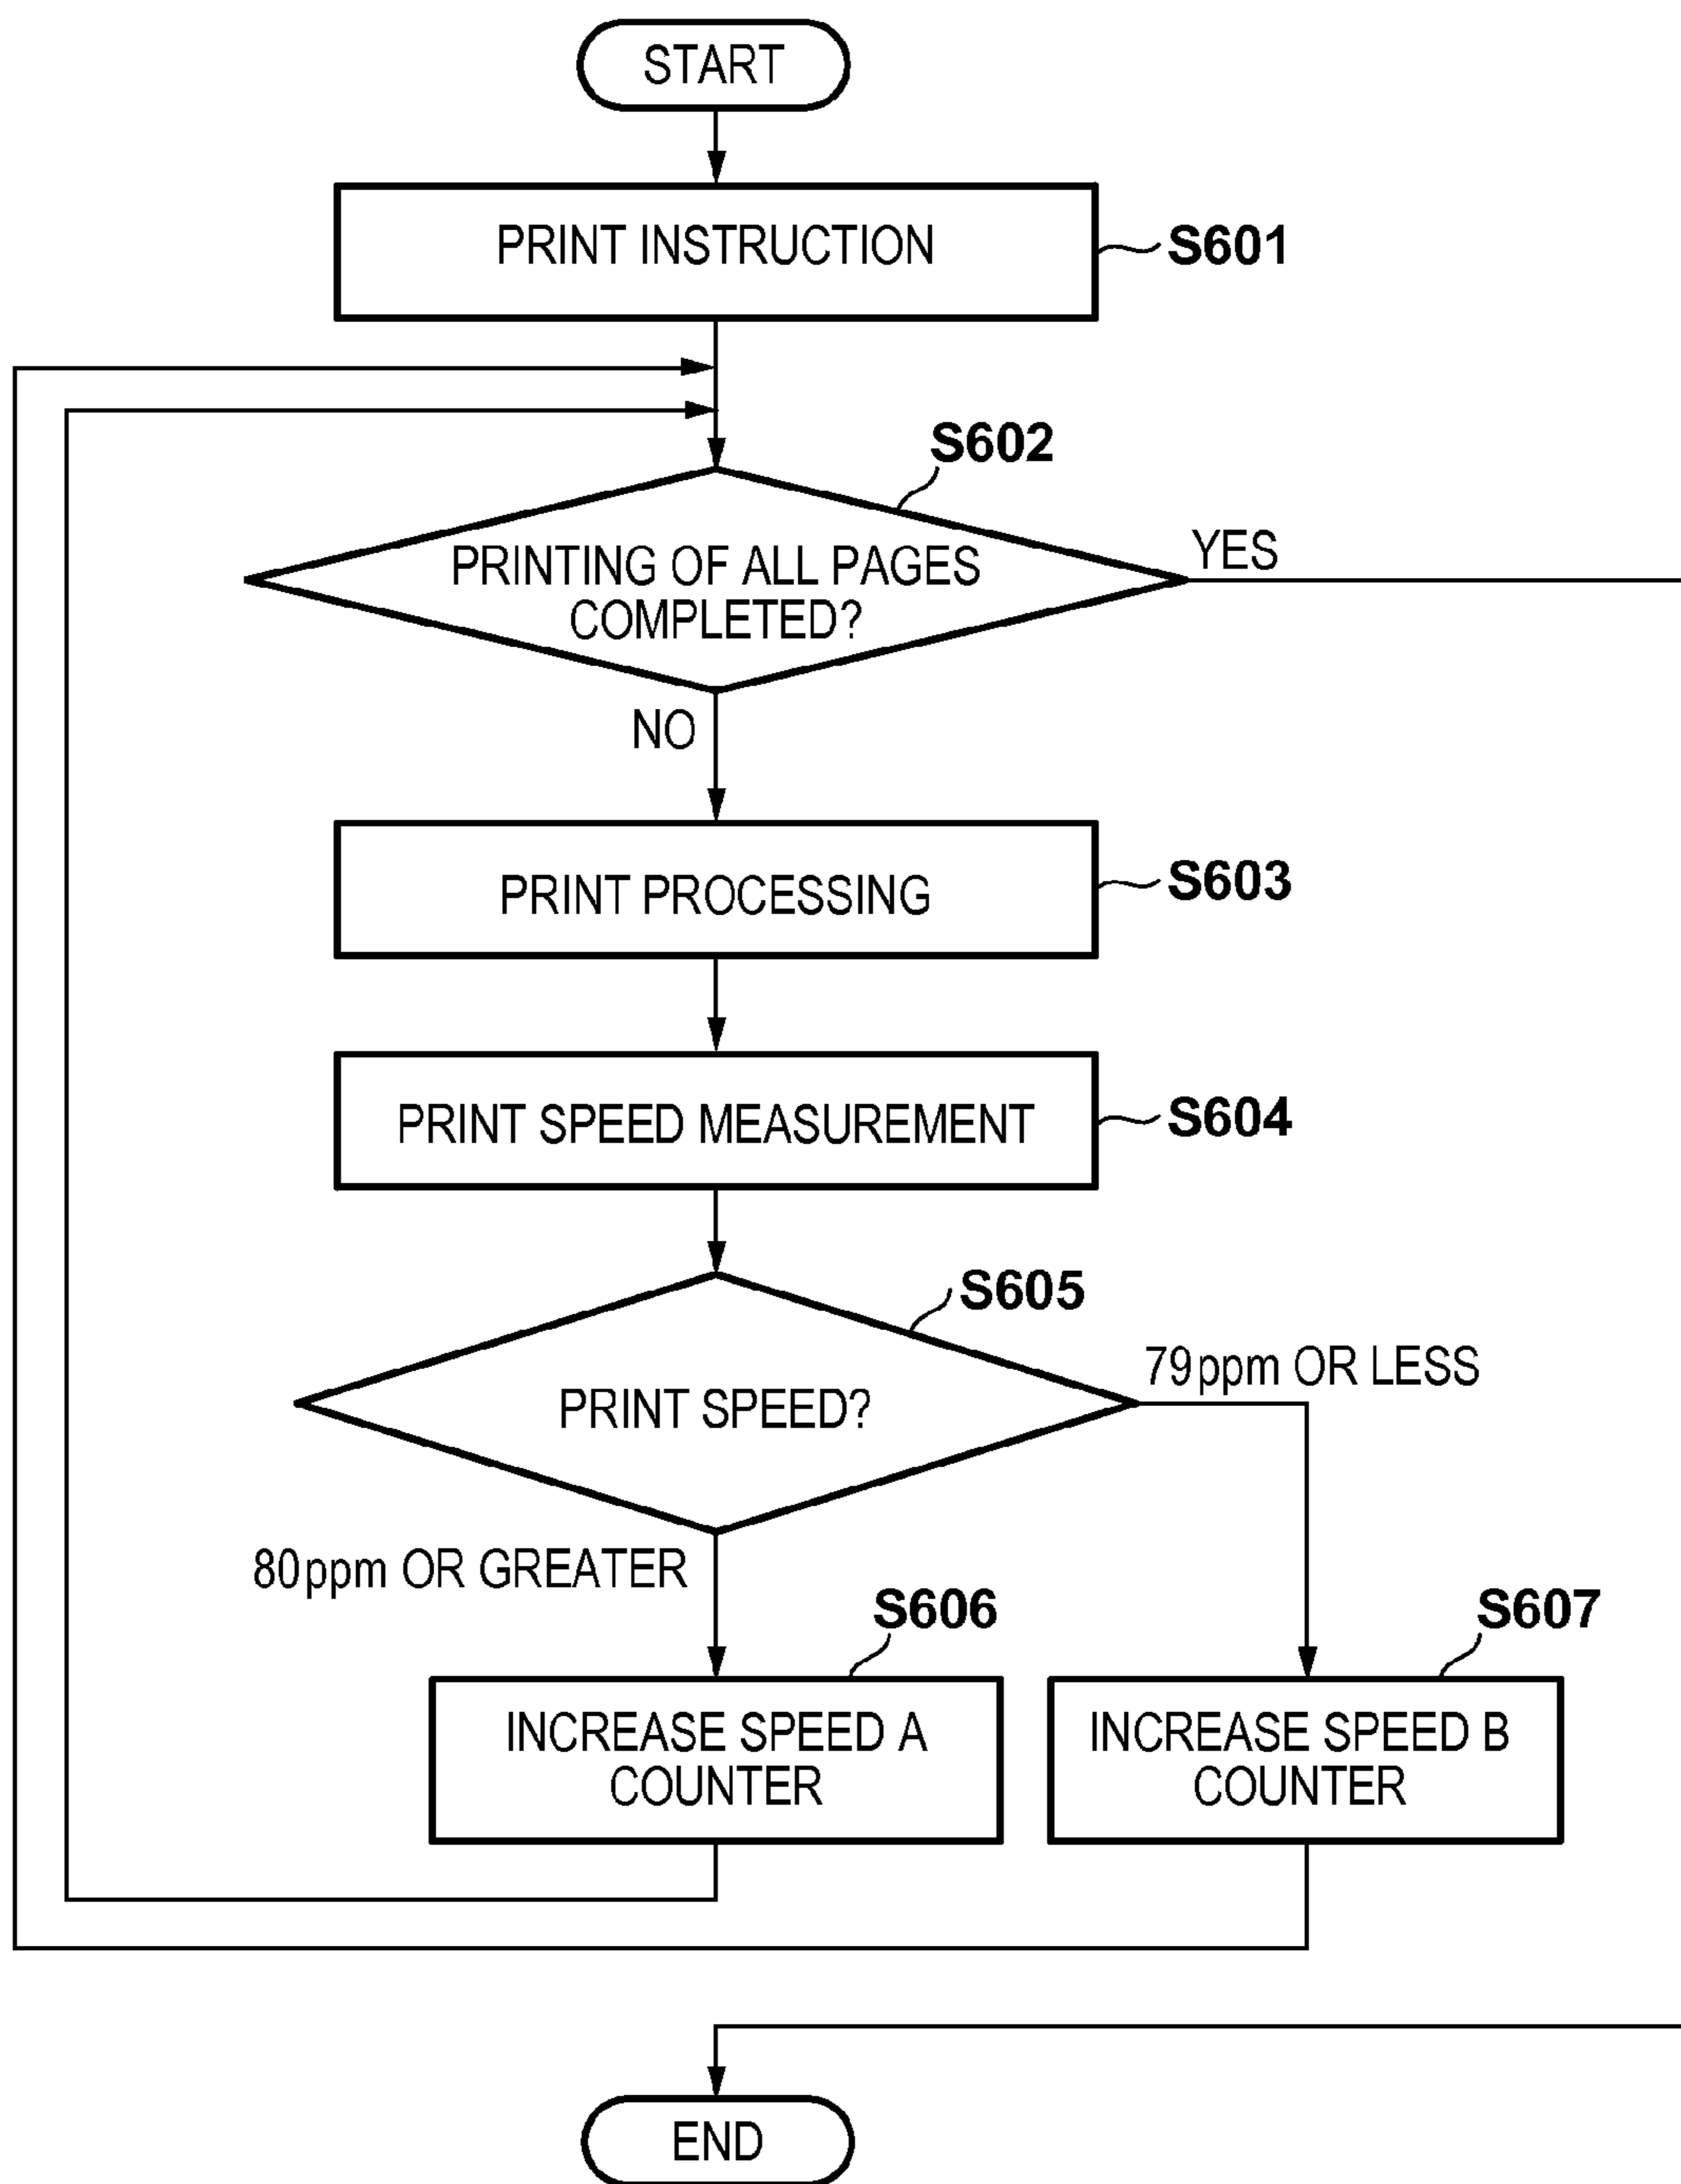 START
PRINT INSTRUCTION
S601
S602
PRINTING OF ALL PAGES
COMPLETED?
YES
NO
PRINT PROCESSING
S603
PRINT SPEED MEASUREMENT
S604
S605
PRINT SPEED?
79ppm OR LESS
80ppm OR GREATER
S606
INCREASE SPEED A
COUNTER
S607
INCREASE SPEED B
COUNTER
END